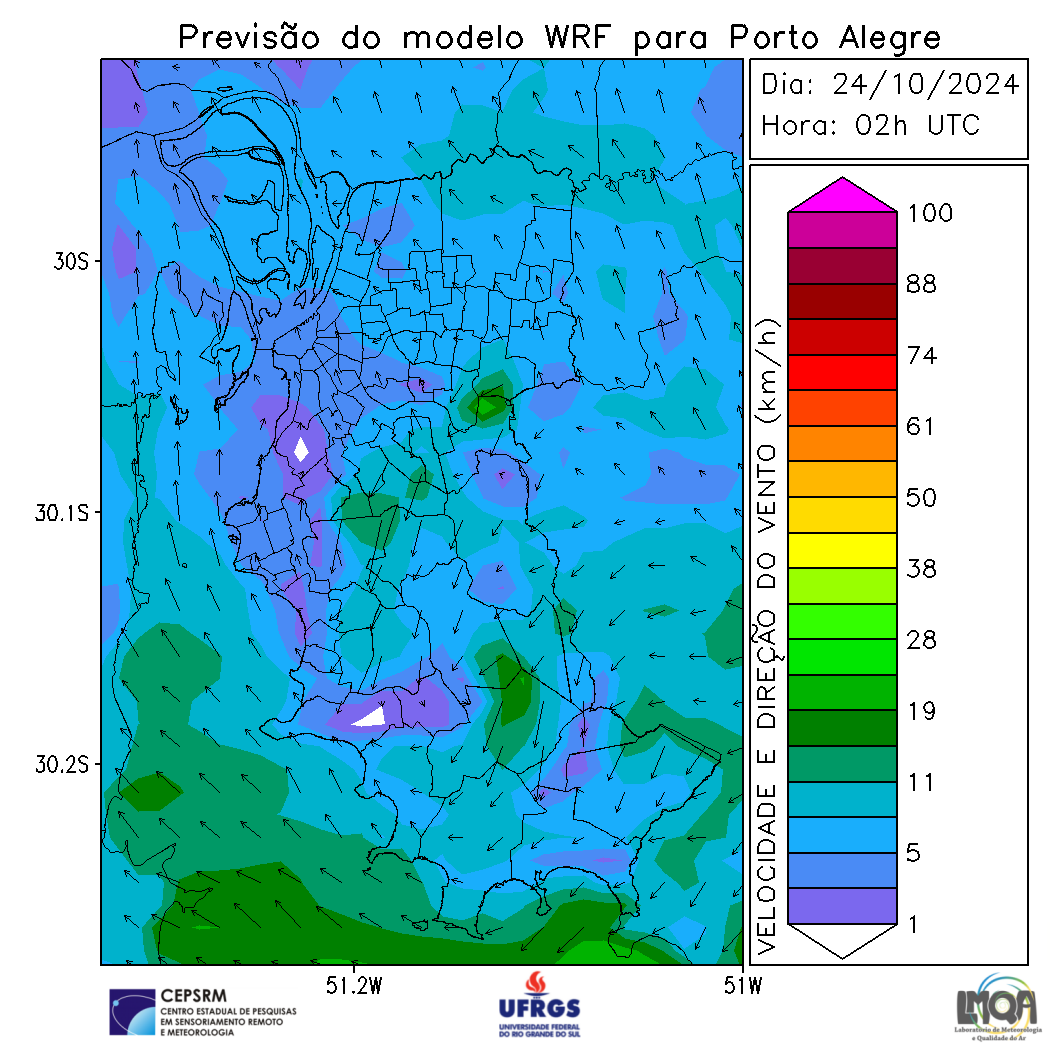 Previsão do modelo WRF para Porto Alegre
Dia: 24/10/2024
Hora: 02h UTC
30S
30.1S
30.2S
51.2W
51W
VELOCIDADE E DIREÇÃO DO VENTO (km/h)
100
88
74
61
50
38
28
19
11
5
1
CEPSRM
CENTRO ESTADUAL DE PESQUISAS
EM SENSORIAMENTO REMOTO
E METEOROLOGIA
UFRGS
UNIVERSIDADE FEDERAL
DO RIO GRANDE DO SUL
LMQA
Laboratório de Meteorologia
e Qualidade do Ar